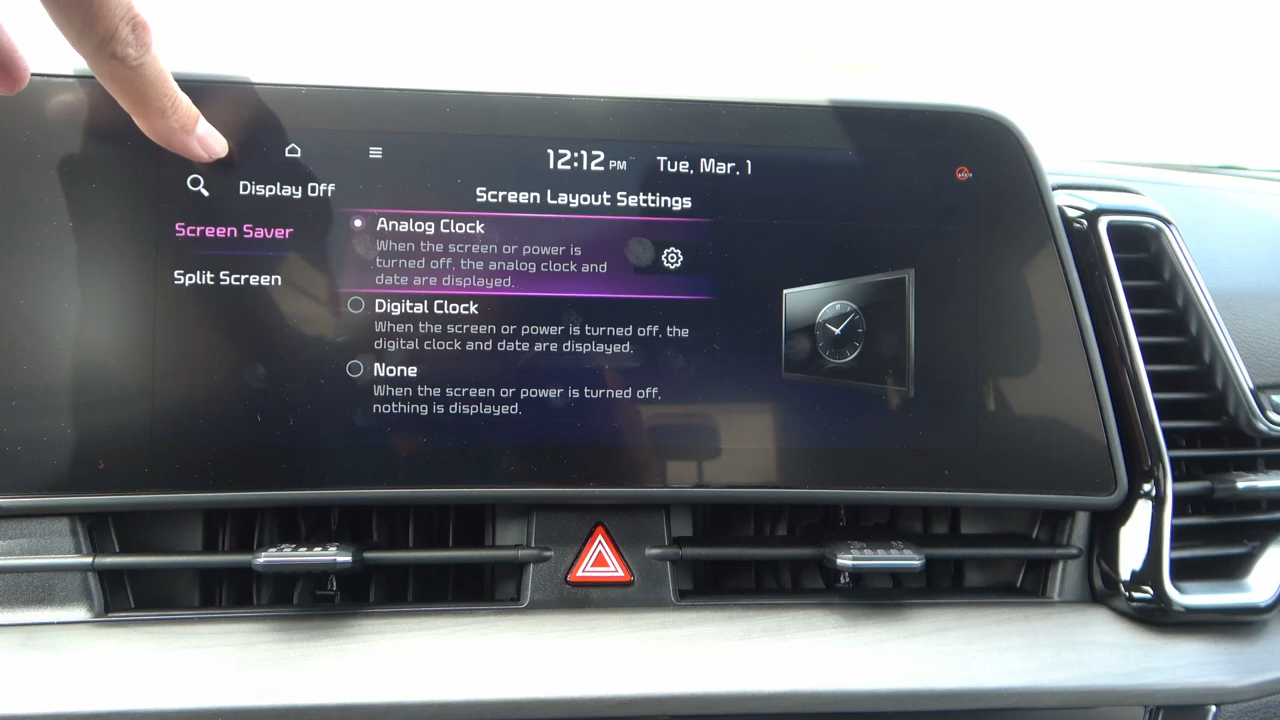 12:12 PM Tue, Mar. 1
Display Off
Screen Layout Settings
Screen Saver
Split Screen
Analog Clock
When the screen or power is
turned off, the analog clock and
date are displayed.
Digital Clock
When the screen or power is turned off, the
digital clock and date are displayed.
None
When the screen or power is turned off,
nothing is displayed.